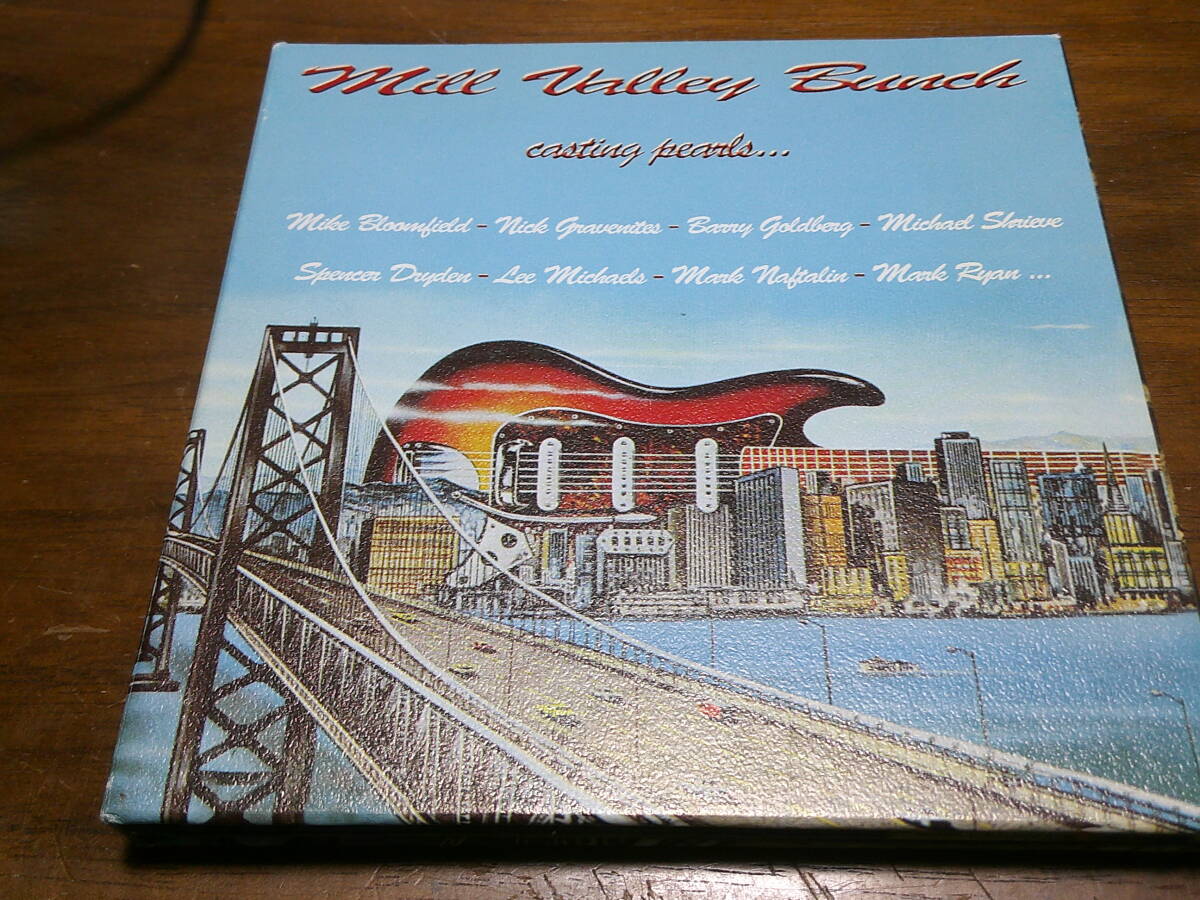 Mill Valley Bunch
casting pearls...
Mike Bloomfield - Nick Gravenites - Barry Goldberg - Michael Shrieve
Spencer Dryden - Lee Michaels - Mark Naftalin - Mark Ryan ...